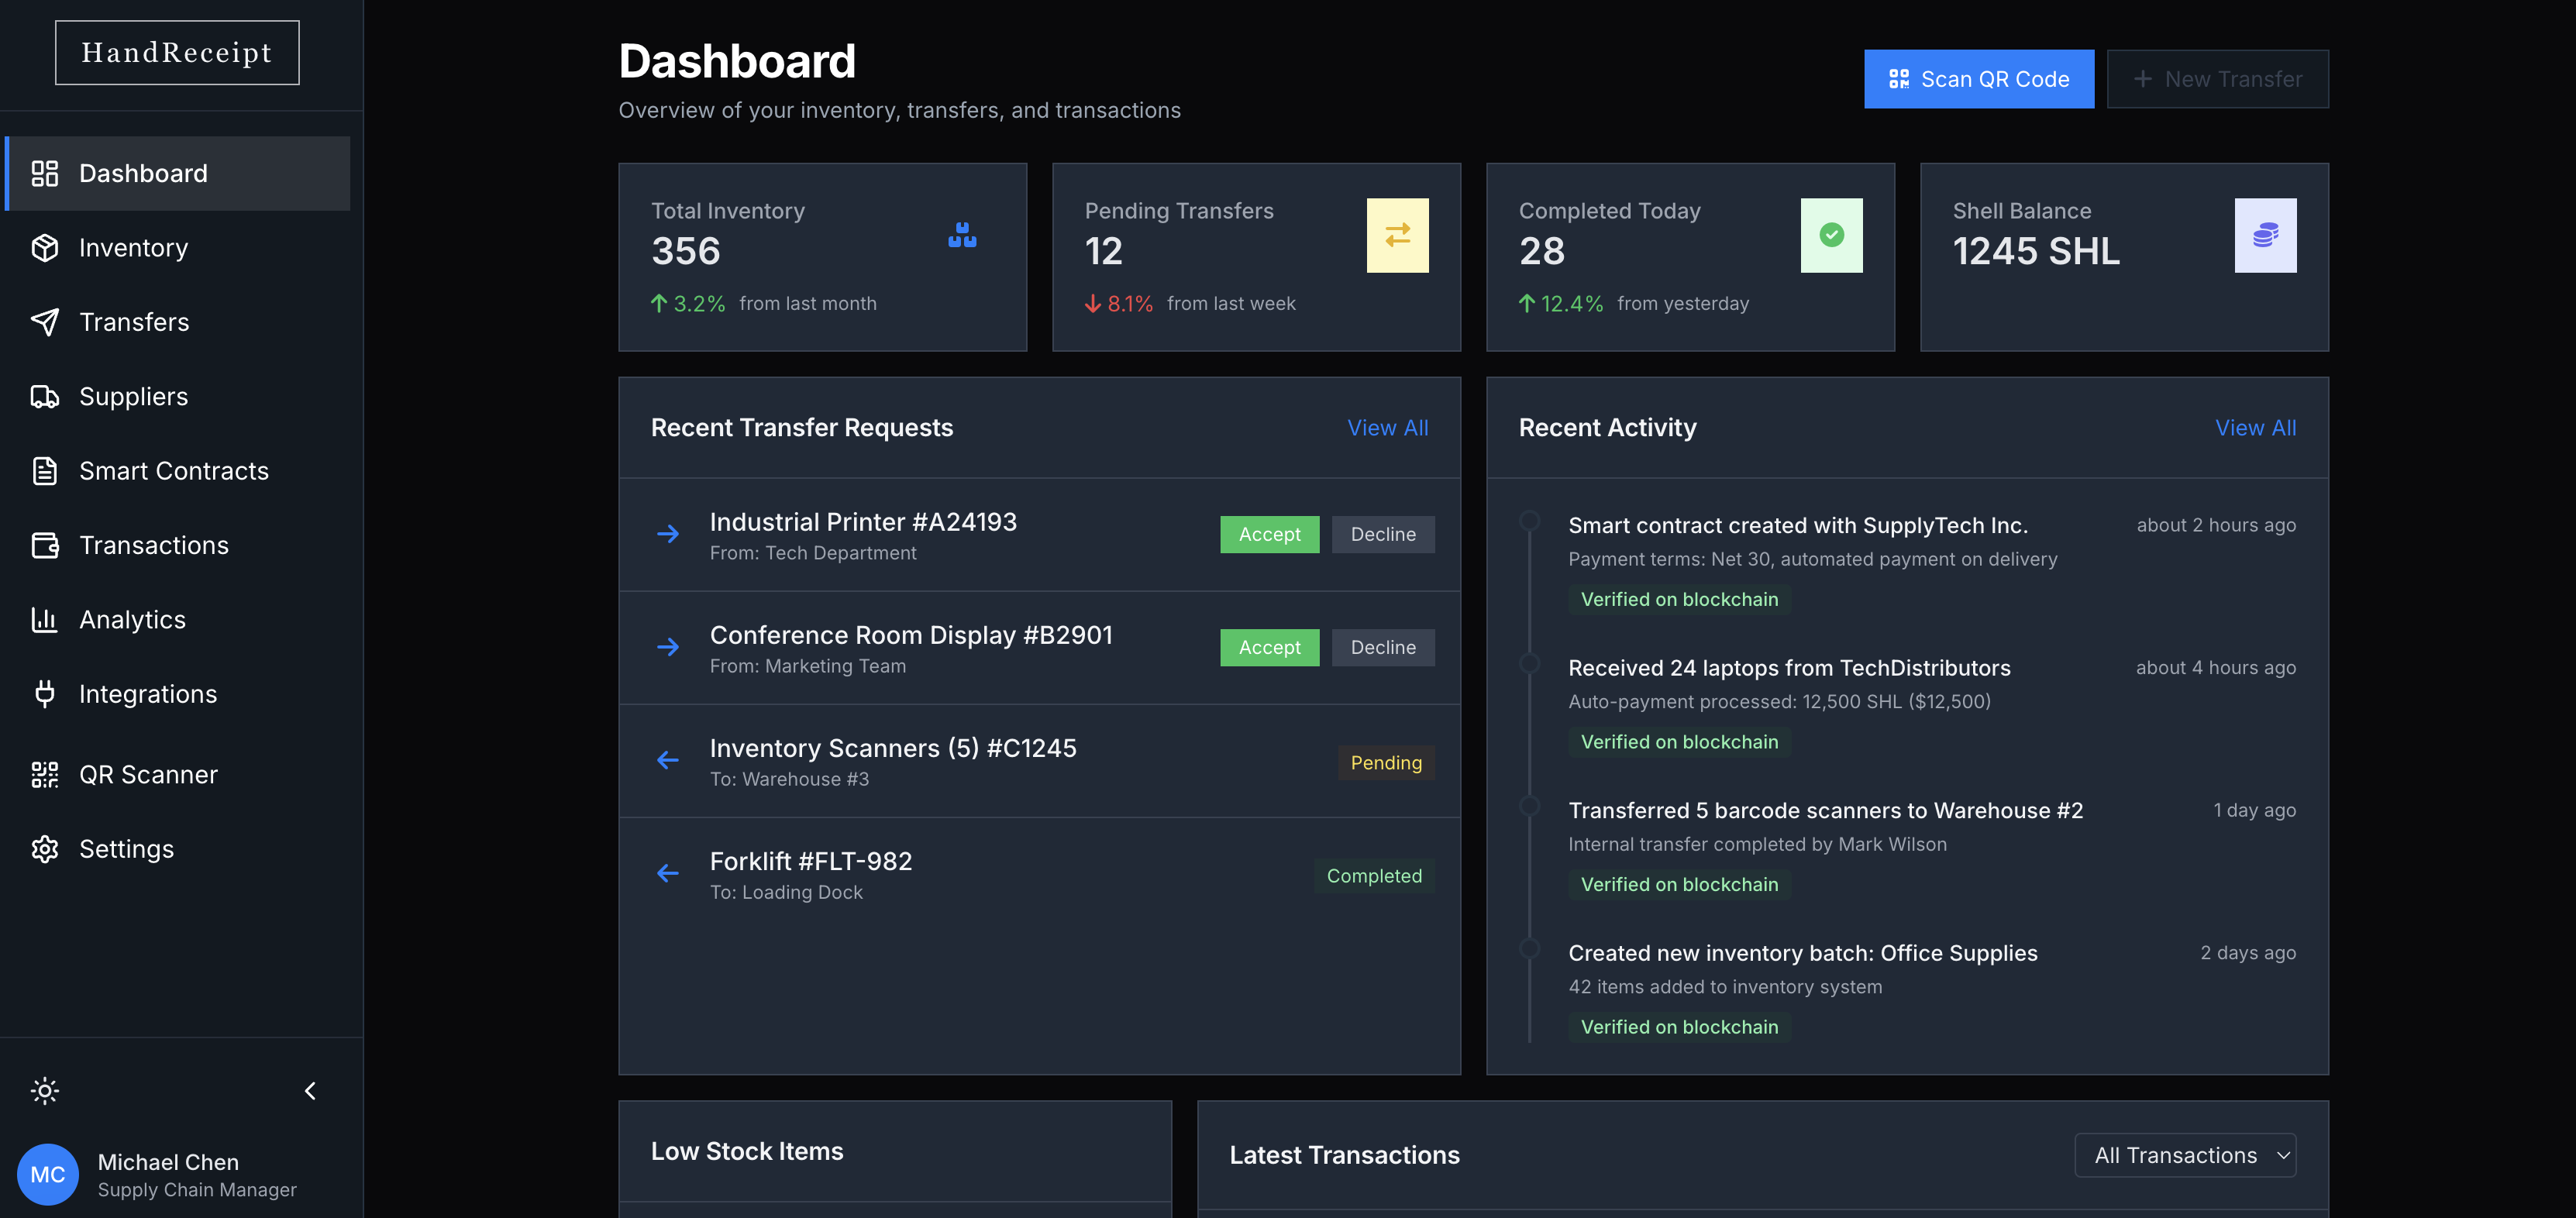 HandReceipt
Dashboard
Inventory
Transfers
Suppliers
Smart Contracts
Transactions
Analytics
Integrations
QR Scanner
Settings
MC
Michael Chen
Supply Chain Manager
Dashboard
Overview of your inventory, transfers, and transactions
Scan QR Code
New Transfer
Total Inventory
356
3.2% from last month
Pending Transfers
12
8.1% from last week
Completed Today
28
12.4% from yesterday
Shell Balance
1245 SHL
Recent Transfer Requests
View All
Industrial Printer #A24193
From: Tech Department
Accept
Decline
Conference Room Display #B2901
From: Marketing Team
Accept
Decline
Inventory Scanners (5) #C1245
To: Warehouse #3
Pending
Forklift #FLT-982
To: Loading Dock
Completed
Recent Activity
View All
Smart contract created with SupplyTech Inc.
about 2 hours ago
Payment terms: Net 30, automated payment on delivery
Verified on blockchain
Received 24 laptops from TechDistributors
about 4 hours ago
Auto-payment processed: 12,500 SHL ($12,500)
Verified on blockchain
Transferred 5 barcode scanners to Warehouse #2
1 day ago
Internal transfer completed by Mark Wilson
Verified on blockchain
Created new inventory batch: Office Supplies
2 days ago
42 items added to inventory system
Verified on blockchain
Low Stock Items
Latest Transactions
All Transactions